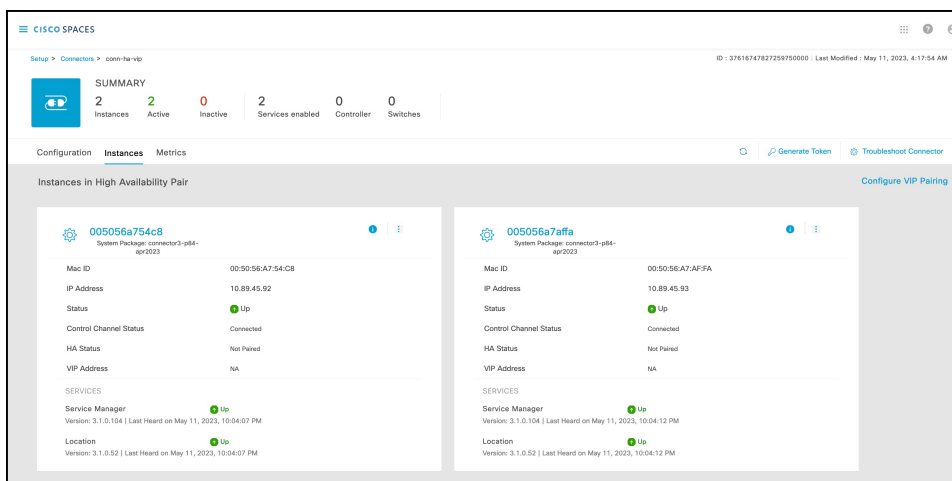 CISCO SPACES
Setup > Connectors > conn-ha-vip
ID : 37616747827259750000 | Last Modified : May 11, 2023, 4:17:54 AM
SUMMARY
2 2 0 2 0 0
Instances Active Inactive Services enabled Controller Switches
Configuration Instances Metrics
Generate Token Troubleshoot Connector
Instances in High Availability Pair
Configure VIP Pairing
005056a754c8
System Package: connector3-p84-
apr2023
Mac ID 00:50:56:A7:54:C8
IP Address 10.89.45.92
Status Up
Control Channel Status Connected
HA Status Not Paired
VIP Address NA
SERVICES
Service Manager Up
Version: 3.1.0.104 | Last Heard on May 11, 2023, 10:04:07 PM
Location Up
Version: 3.1.0.52 | Last Heard on May 11, 2023, 10:04:07 PM
005056a7affa
System Package: connector3-p84-
apr2023
Mac ID 00:50:56:A7:AF:FA
IP Address 10.89.45.93
Status Up
Control Channel Status Connected
HA Status Not Paired
VIP Address NA
SERVICES
Service Manager Up
Version: 3.1.0.104 | Last Heard on May 11, 2023, 10:04:12 PM
Location Up
Version: 3.1.0.52 | Last Heard on May 11, 2023, 10:04:12 PM